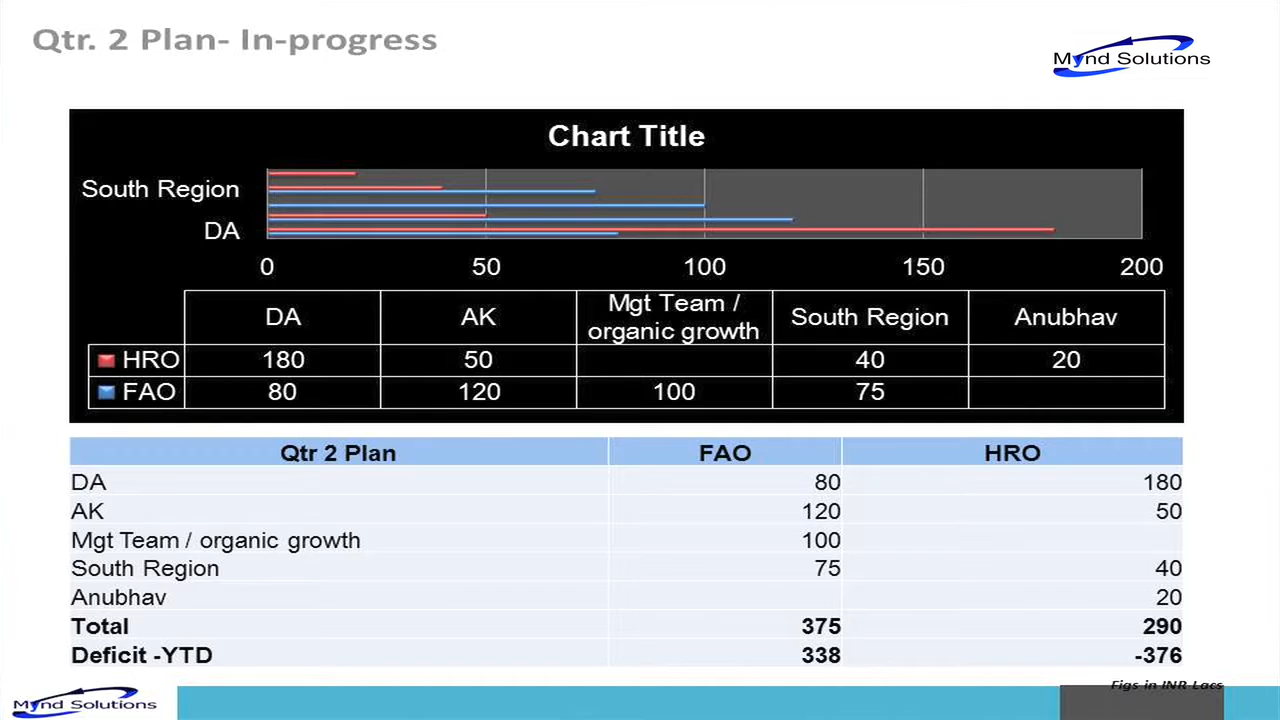 Qtr. 2 Plan- In-progress
Mynd Solutions
Chart Title
South Region
DA
0 50 100 150 200
DA AK Mgt Team / organic growth South Region Anubhav
HRO 180 50 40 20
FAO 80 120 100 75
Qtr 2 Plan FAO HRO
DA 80 180
AK 120 50
Mgt Team / organic growth 100
South Region 75 40
Anubhav 20
Total 375 290
Deficit -YTD 338 -376
Figs in INR Lacs
Mynd Solutions